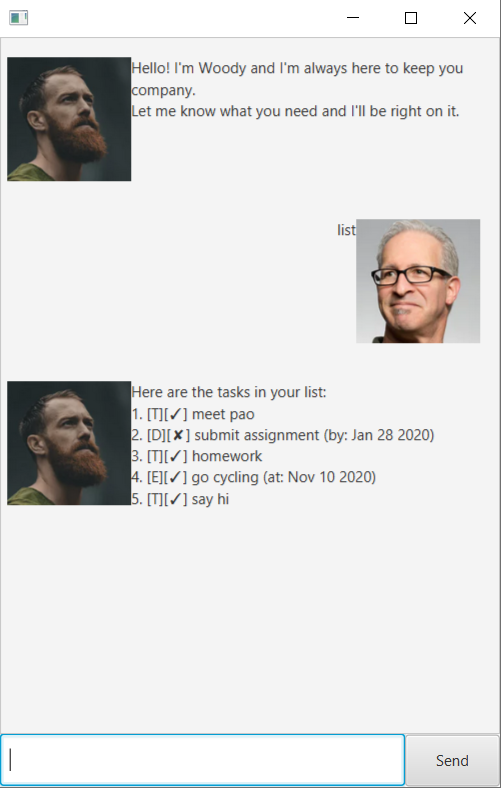 Hello! I'm Woody and I'm always here to keep you
company.
Let me know what you need and I'll be right on it.
list
Here are the tasks in your list:
1. [T][✓] meet pao
2. [D][✘] submit assignment (by: Jan 28 2020)
3. [T][✓] homework
4. [E][✓] go cycling (at: Nov 10 2020)
5. [T][✓] say hi
Send